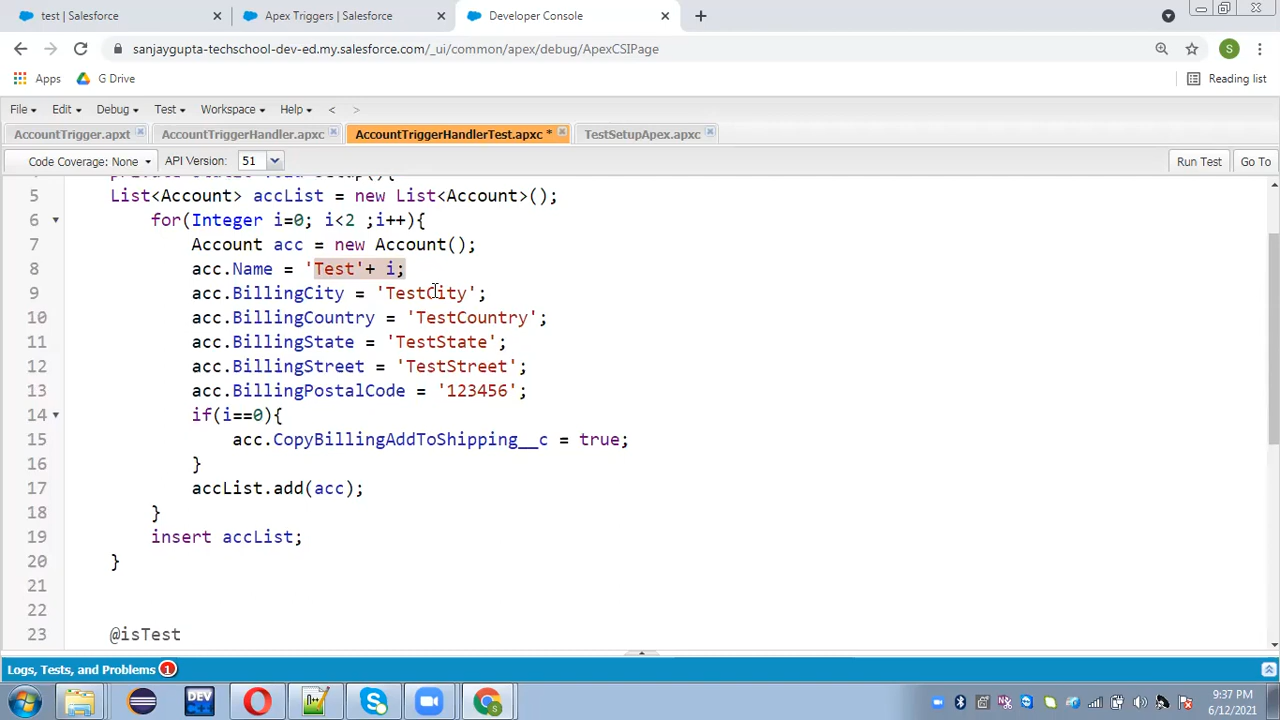 test | Salesforce
Apex Triggers | Salesforce
Developer Console
sanjaygupta-techschool-dev-ed.my.salesforce.com/_ui/common/apex/debug/ApexCSIPage
S
Apps
G Drive
Reading list
File
Edit
Debug
Test
Workspace
Help
<
>
AccountTrigger.apxt
AccountTriggerHandler.apxc
AccountTriggerHandlerTest.apxc *
TestSetupApex.apxc
Code Coverage: None
API Version:
51
Run Test
Go To
5 List<Account> accList = new List<Account>();
6 for(Integer i=0; i<2 ;i++){
7 Account acc = new Account();
8 acc.Name = 'Test'+ i;
9 acc.BillingCity = 'TestCity';
10 acc.BillingCountry = 'TestCountry';
11 acc.BillingState = 'TestState';
12 acc.BillingStreet = 'TestStreet';
13 acc.BillingPostalCode = '123456';
14 if(i==0){
15 acc.CopyBillingAddToShipping__c = true;
16 }
17 accList.add(acc);
18 }
19 insert accList;
20 }
21
22
23 @isTest
Logs, Tests, and Problems 1
DEV
9:37 PM
6/12/2021